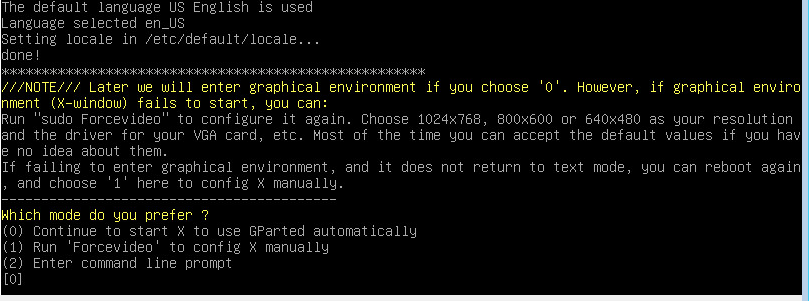 The default language US English is used
Language selected en_US
Setting locale in /etc/default/locale...
done!
*****************************************************
///NOTE/// Later we will enter graphical environment if you choose '0'. However, if graphical enviro
nment (X-window) fails to start, you can:
Run "sudo Forcevideo" to configure it again. Choose 1024x768, 800x600 or 640x480 as your resolution
and the driver for your VGA card, etc. Most of the time you can accept the default values if you hav
e no idea about them.
If failing to enter graphical environment, and it does not return to text mode, you can reboot again
, and choose '1' here to config X manually.
------------------------------------------
Which mode do you prefer ?
(0) Continue to start X to use GParted automatically
(1) Run 'Forcevideo' to config X manually
(2) Enter command line prompt
[0]